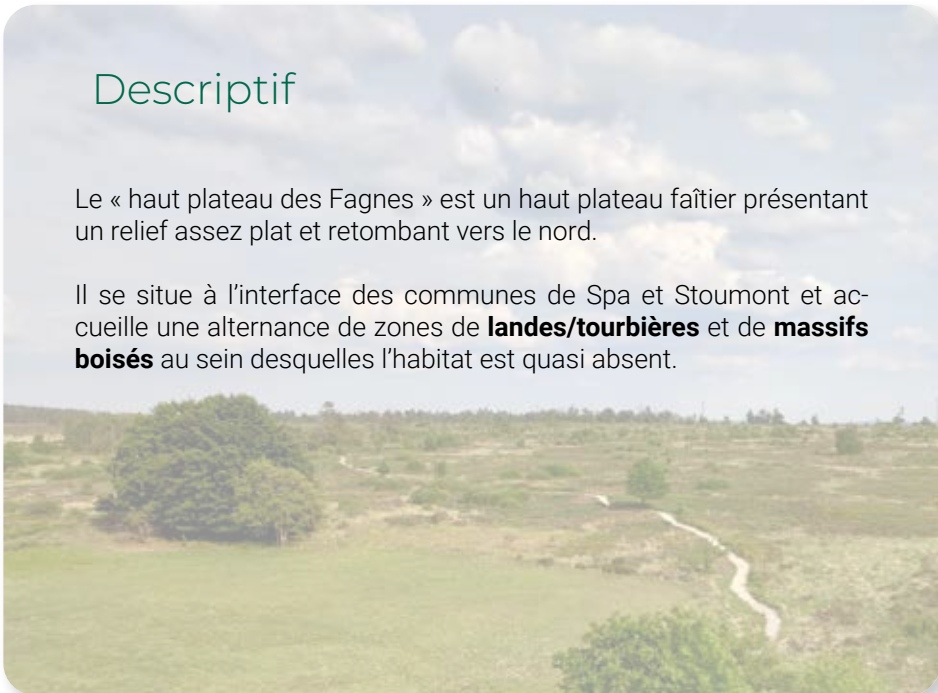 Descriptif
Le « haut plateau des Fagnes » est un haut plateau faîtier présentant
un relief assez plat et retombant vers le nord.
Il se situe à l'interface des communes de Spa et Stoumont et ac-
cueille une alternance de zones de landes/tourbières et de massifs
boisés au sein desquelles l'habitat est quasi absent.